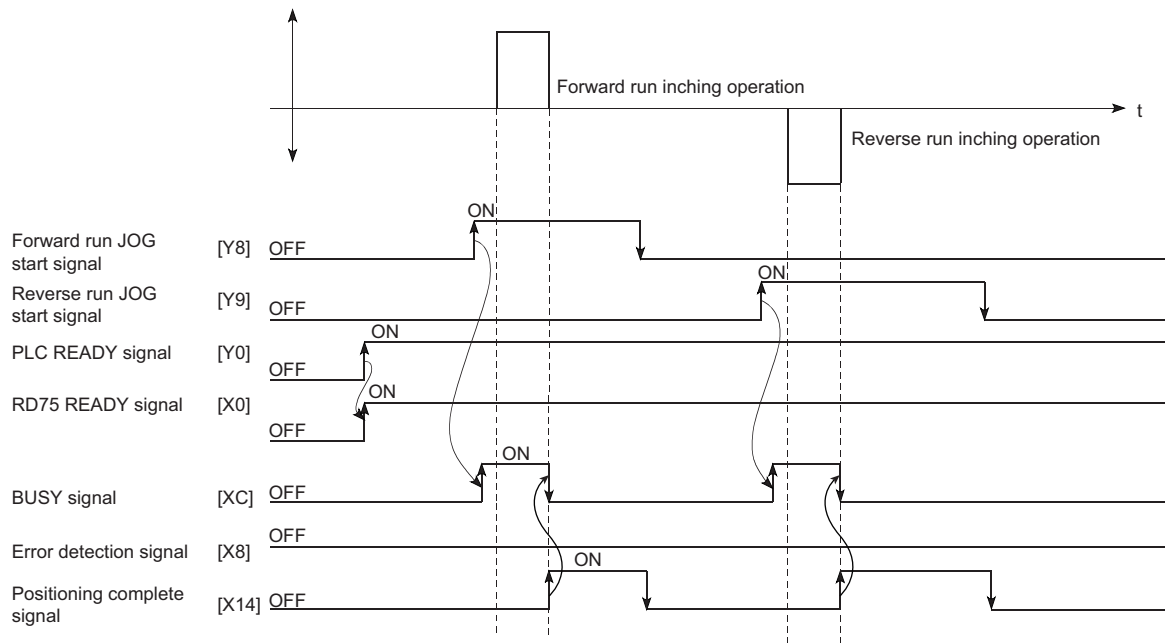 Forward run inching operation
t
Reverse run inching operation
ON
Forward run JOG
start signal
[Y8]
OFF
ON
Reverse run JOG
start signal
[Y9]
OFF
ON
PLC READY signal
[Y0]
OFF
ON
RD75 READY signal
[X0]
OFF
ON
BUSY signal
[XC]
OFF
OFF
Error detection signal
[X8]
ON
Positioning complete
signal
[X14]
OFF